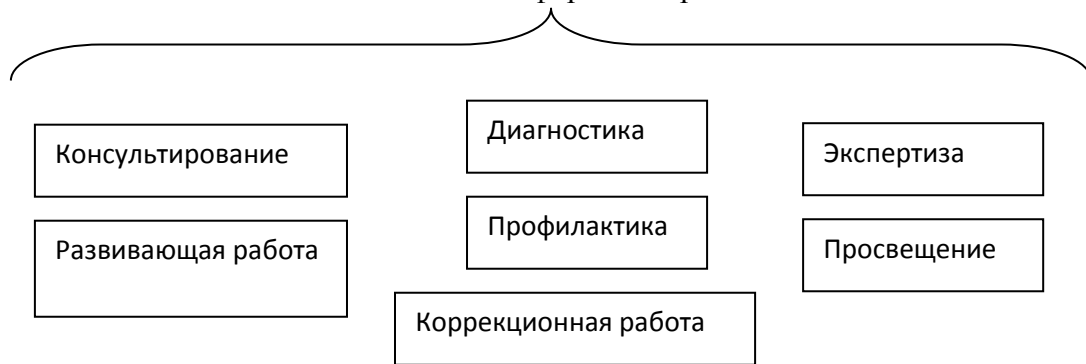 Консультирование
Диагностика
Экспертиза
Развивающая работа
Профилактика
Просвещение
Коррекционная работа